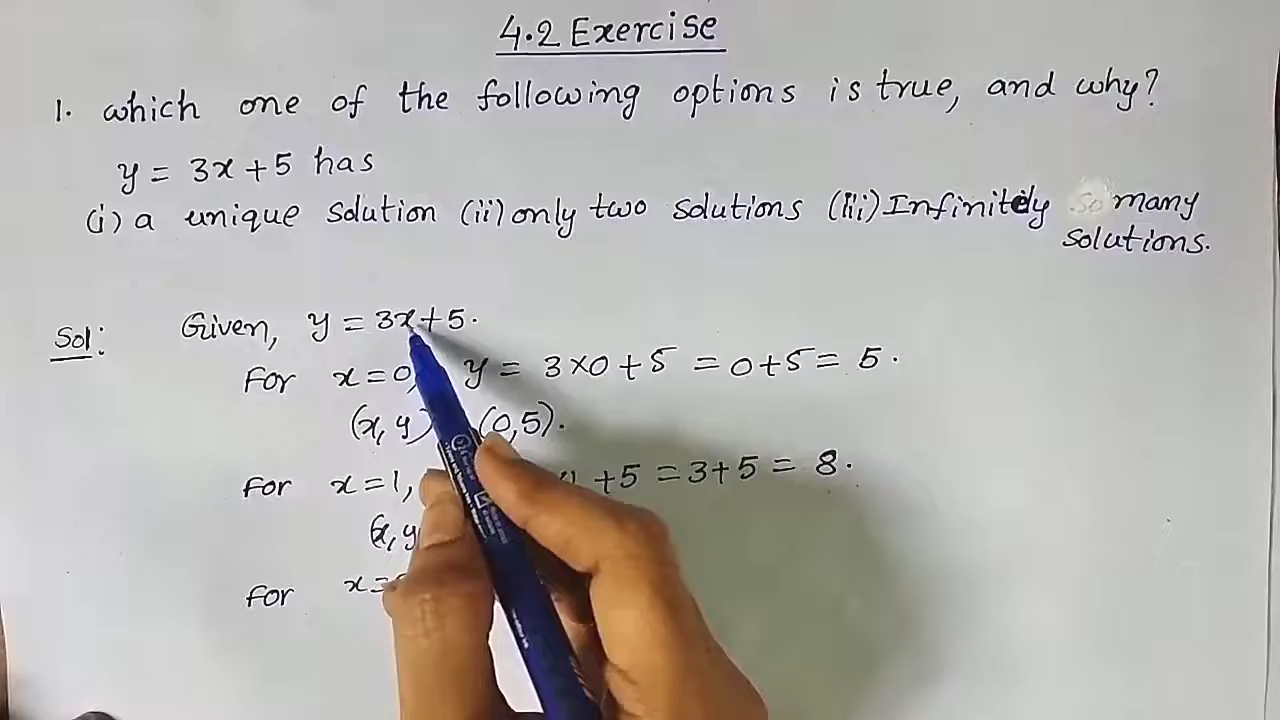 4.2 Exercise
1. which one of the following options is true, and why?
y = 3x + 5 has
(i) a unique solution (ii) only two solutions (iii) Infinitely so many
solutions.
Sol: Given, y = 3x + 5.
For x = 0, y = 3×0 + 5 = 0+5 = 5.
(x, y) (0,5).
For x = 1, +5 = 3+5 = 8.
(x, y
For x =